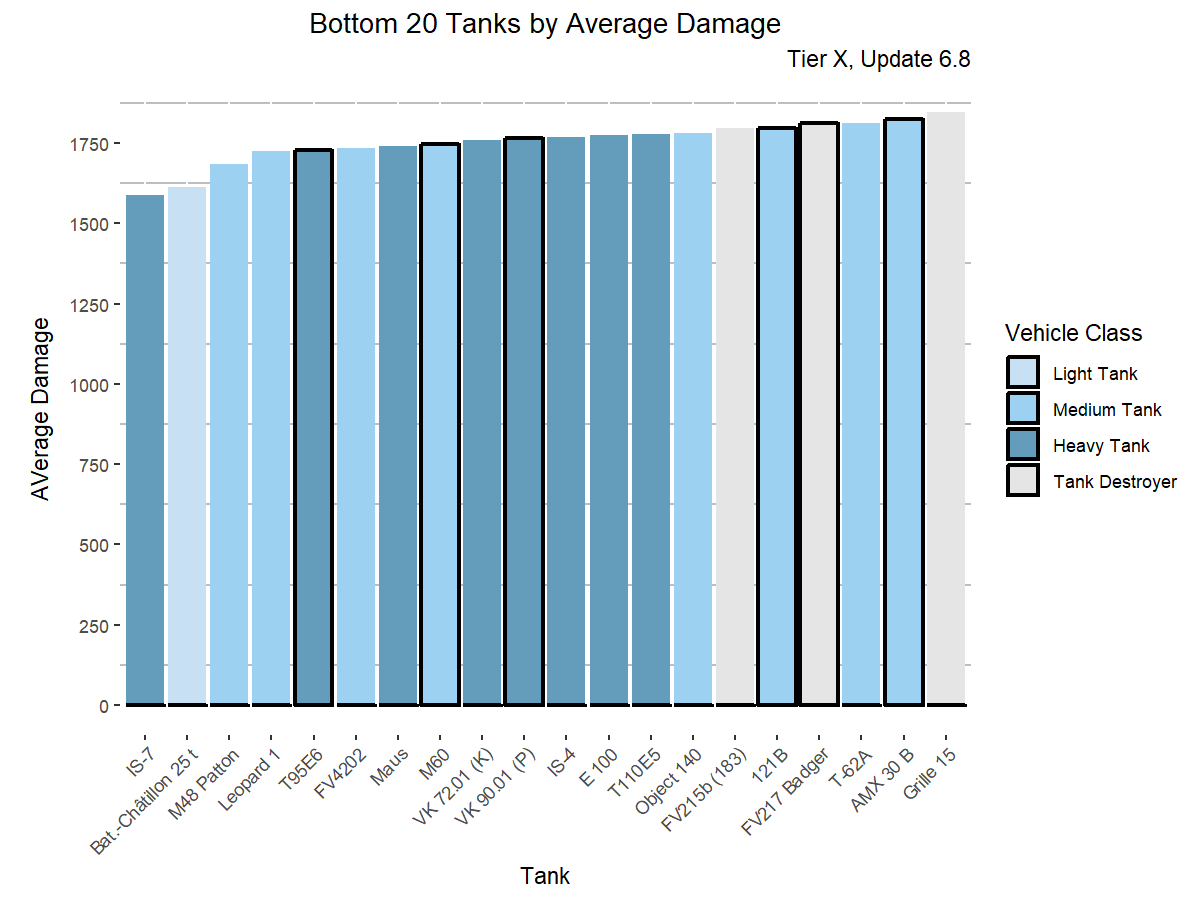 Bottom 20 Tanks by Average Damage
Tier X, Update 6.8
AVerage Damage
1750
1500
1250
1000
750
500
250
0
IS-7
Bat.-Châtillon 25 t
M48 Patton
Leopard 1
T95E6
FV4202
Maus
M60
VK 72.01 (K)
VK 90.01 (P)
IS-4
E 100
T110E5
Object 140
FV215b (183)
121B
FV217 Badger
T-62A
AMX 30 B
Grille 15
Tank
Vehicle Class
Light Tank
Medium Tank
Heavy Tank
Tank Destroyer